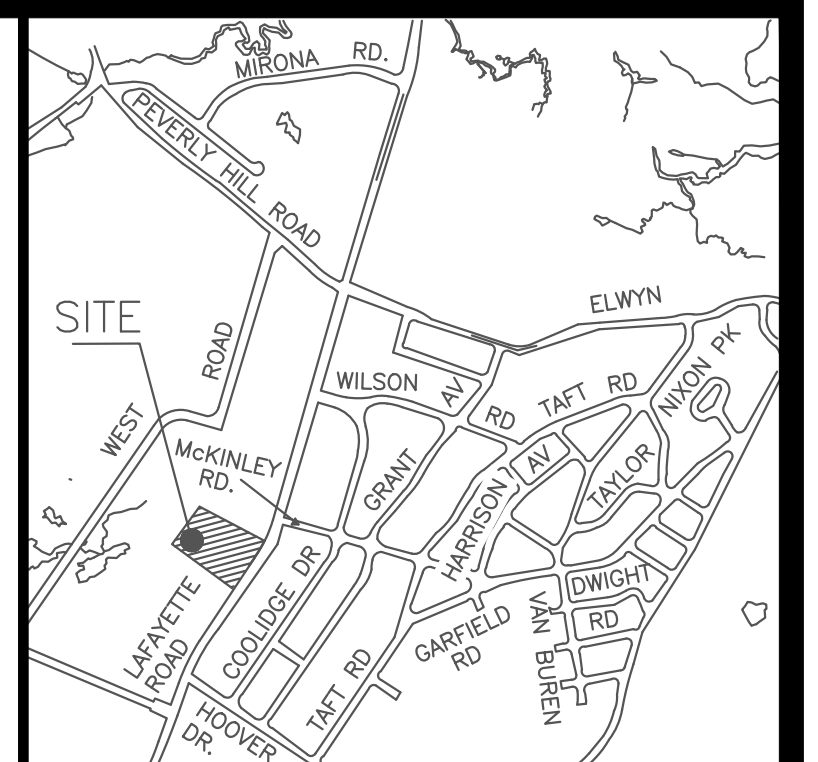 MIRONA RD.
PEVERLY HILL ROAD
ELWYN
SITE
ROAD
WILSON
AV
RD
TAFT RD
NIXON PK
WEST
McKINLEY
RD.
GRANT
AV
TAYLOR
HARRISON
LAFAYETTE
ROAD
COOLIDGE DR
DWIGHT
RD
VAN BUREN
GARFIELD
RD
TAFT RD
HOOVER
DR.